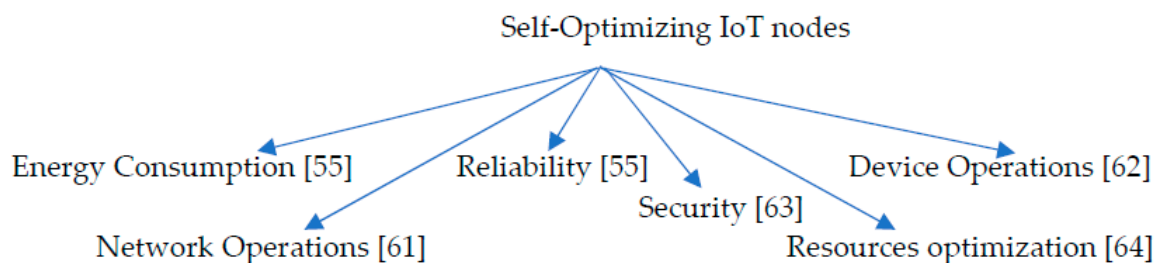 Self-Optimizing IoT nodes
Energy Consumption [55]
Reliability [55]
Device Operations [62]
Security [63]
Network Operations [61]
Resources optimization [64]